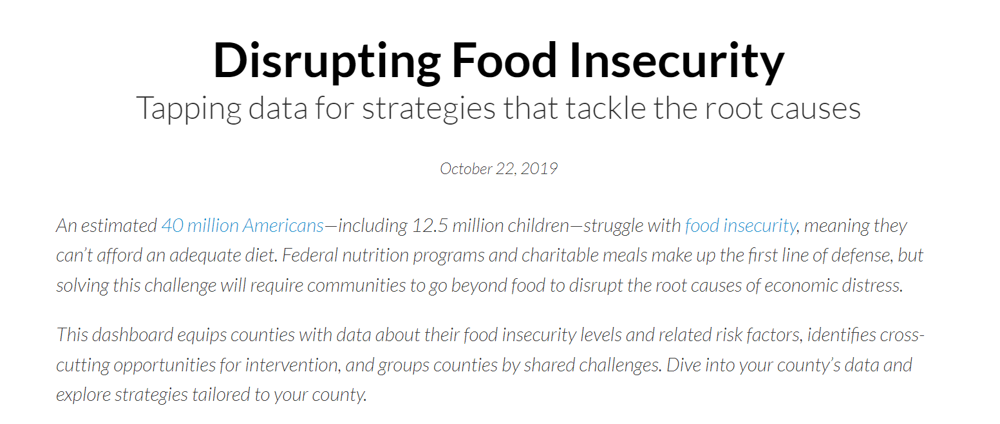 Disrupting Food Insecurity
Tapping data for strategies that tackle the root causes
October 22, 2019
An estimated 40 million Americans—including 12.5 million children—struggle with food insecurity, meaning they
can’t afford an adequate diet. Federal nutrition programs and charitable meals make up the first line of defense, but
solving this challenge will require communities to go beyond food to disrupt the root causes of economic distress.
This dashboard equips counties with data about their food insecurity levels and related risk factors, identifies cross-
cutting opportunities for intervention, and groups counties by shared challenges. Dive into your county’s data and
explore strategies tailored to your county.